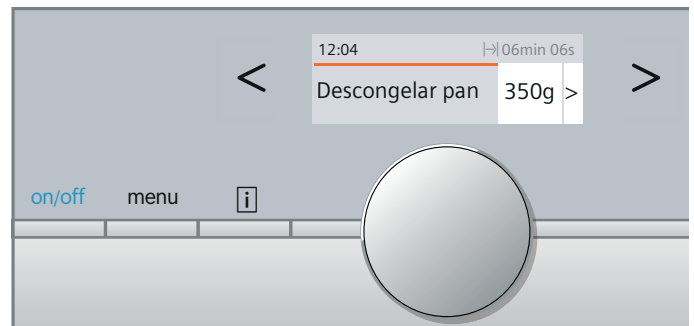 12:04 |→| 06min 06s
< Descongelar pan 350g > >
on/off menu i